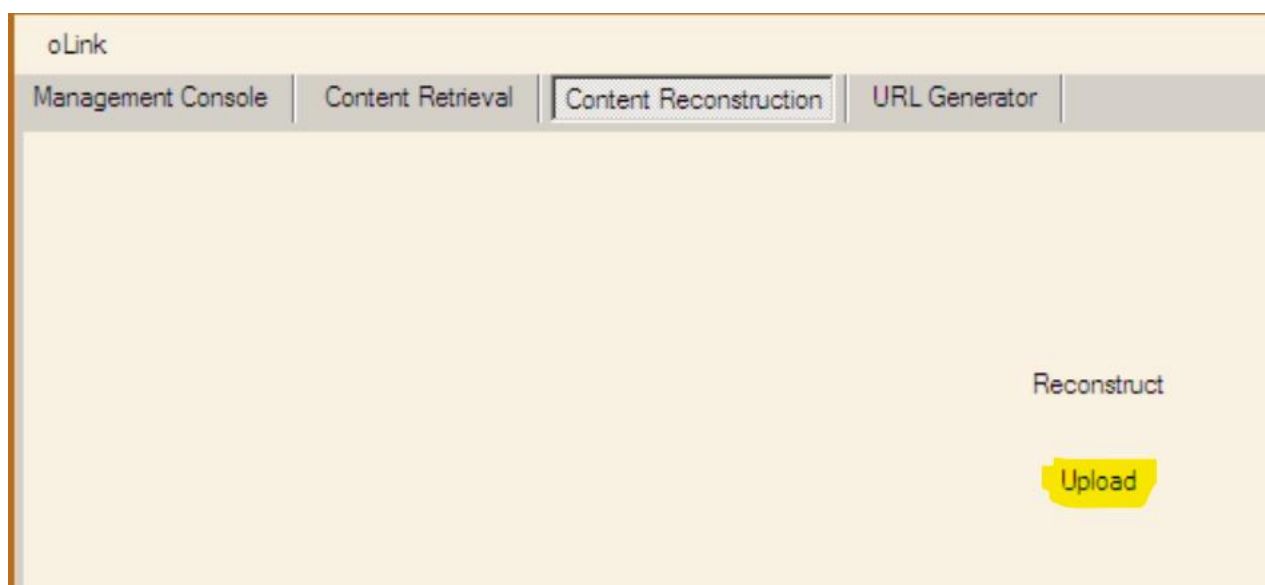 oLink
Management Console Content Retrieval Content Reconstruction URL Generator
Reconstruct
Upload